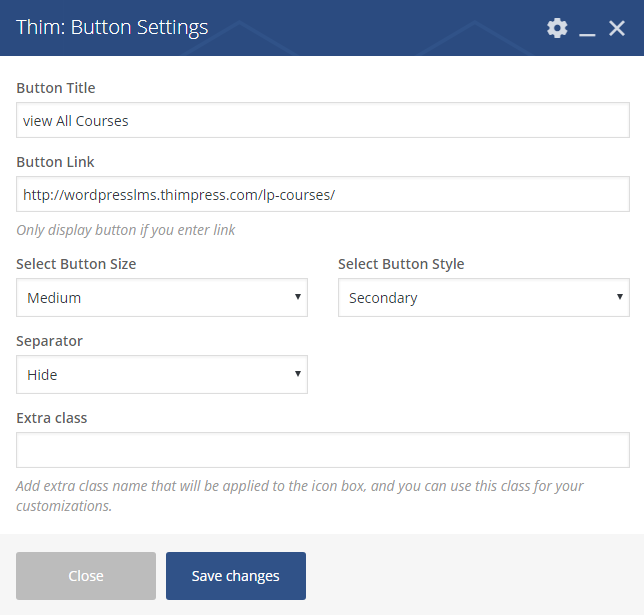 Thim: Button Settings
Button Title
view All Courses
Button Link
http://wordpresslms.thimpress.com/lp-courses/
Only display button if you enter link
Select Button Size
Select Button Style
Medium
Secondary
Separator
Hide
Extra class
Add extra class name that will be applied to the icon box, and you can use this class for your
customizations.
Close
Save changes